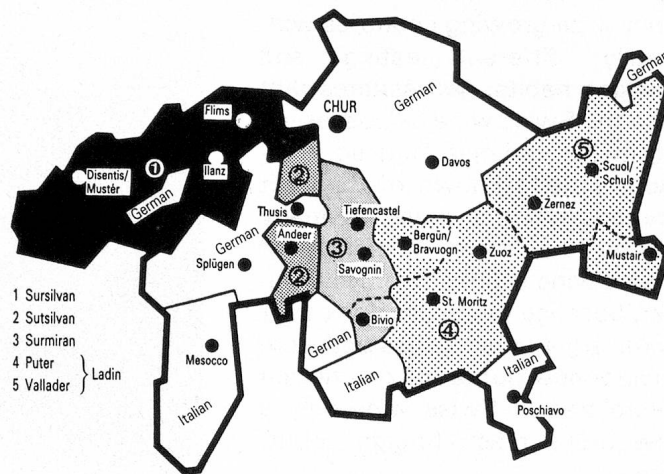 German
Flims
CHUR
German
5
Disentis/
Mustér
1
Ilanz
2
Davos
Scuol/
Schuls
German
Zernez
Thusis
Tiefencastel
German
Andeer
3
Bergün/
Bravuogn
Zuoz
Mustair
Splügen
2
Savognin
St. Moritz
Bivio
4
German
Mesocco
Italian
Italian
Italian
Poschiavo
1 Sursilvan
2 Sutsilvan
3 Surmiran
4 Puter
5 Vallader
} Ladin